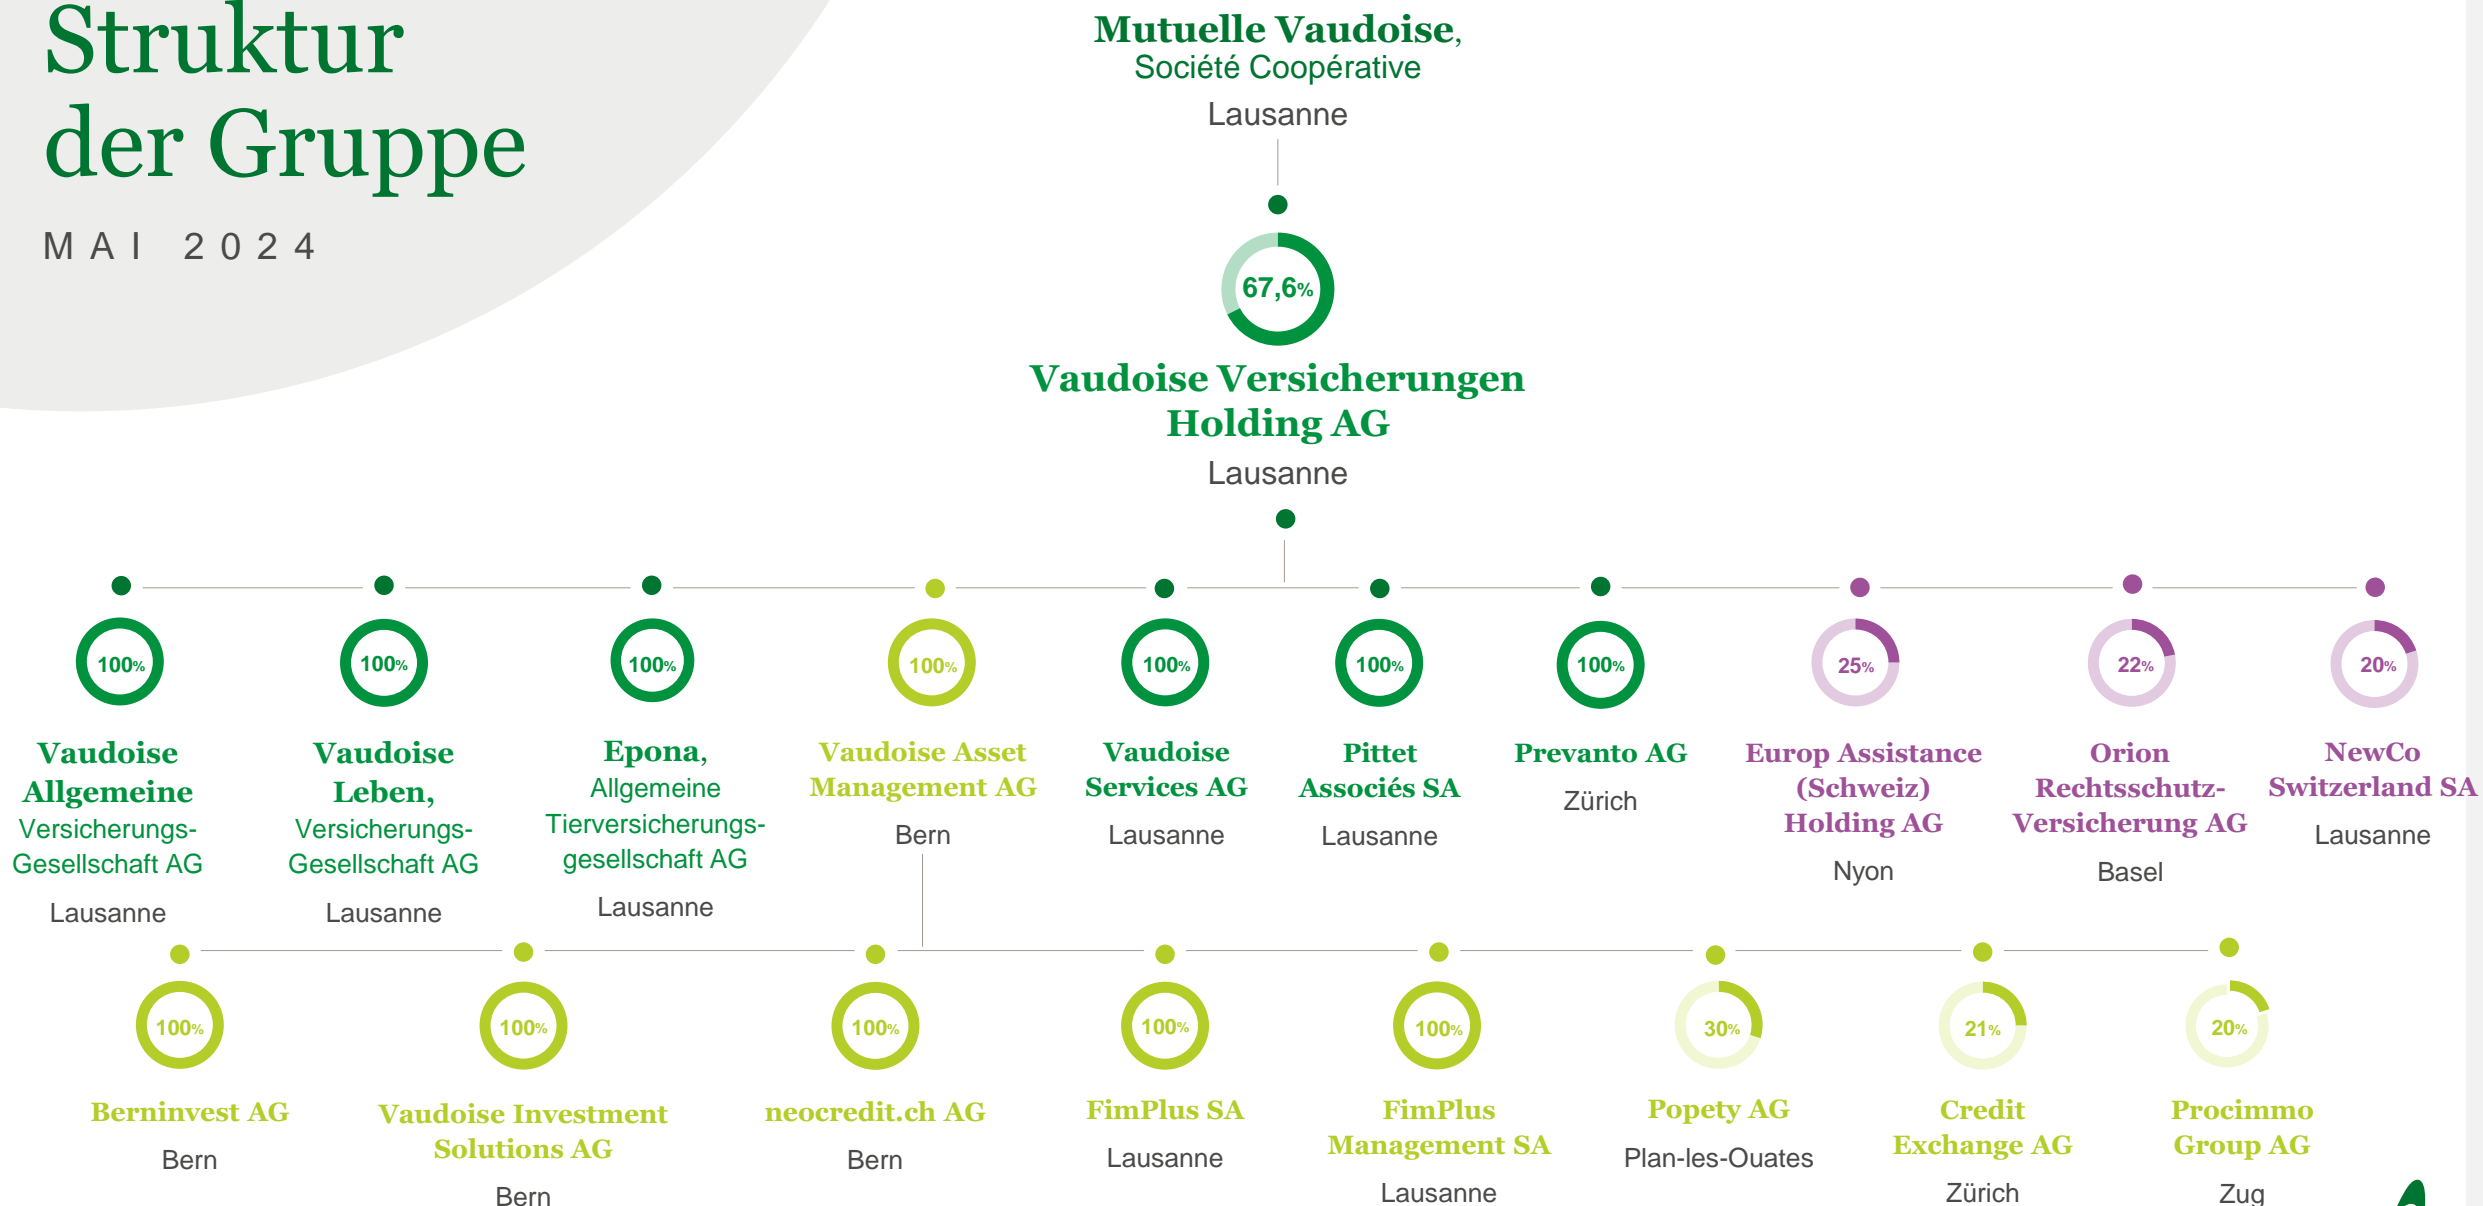 Struktur
der Gruppe
MAI 2024
Mutuelle Vaudoise,
Société Coopérative
Lausanne
67,6%
Vaudoise Versicherungen
Holding AG
Lausanne
100%
Vaudoise
Allgemeine
Versicherungs-
Gesellschaft AG
Lausanne
100%
Vaudoise
Leben,
Versicherungs-
Gesellschaft AG
Lausanne
100%
Epona,
Allgemeine
Tierversicherungs-
gesellschaft AG
Lausanne
100%
Vaudoise Asset
Management AG
Bern
100%
Vaudoise
Services AG
Lausanne
100%
Pittet
Associés SA
Lausanne
100%
Prevanto AG
Zürich
25%
Europ Assistance
(Schweiz)
Holding AG
Nyon
22%
Orion
Rechtsschutz-
Versicherung AG
Basel
20%
NewCo
Switzerland SA
Lausanne
100%
Berninvest AG
Bern
100%
Vaudoise Investment
Solutions AG
Bern
100%
neocredit.ch AG
Bern
100%
FimPlus SA
Lausanne
100%
FimPlus
Management SA
Lausanne
30%
Popety AG
Plan-les-Ouates
21%
Credit
Exchange AG
Zürich
20%
Procimmo
Group AG
Zug